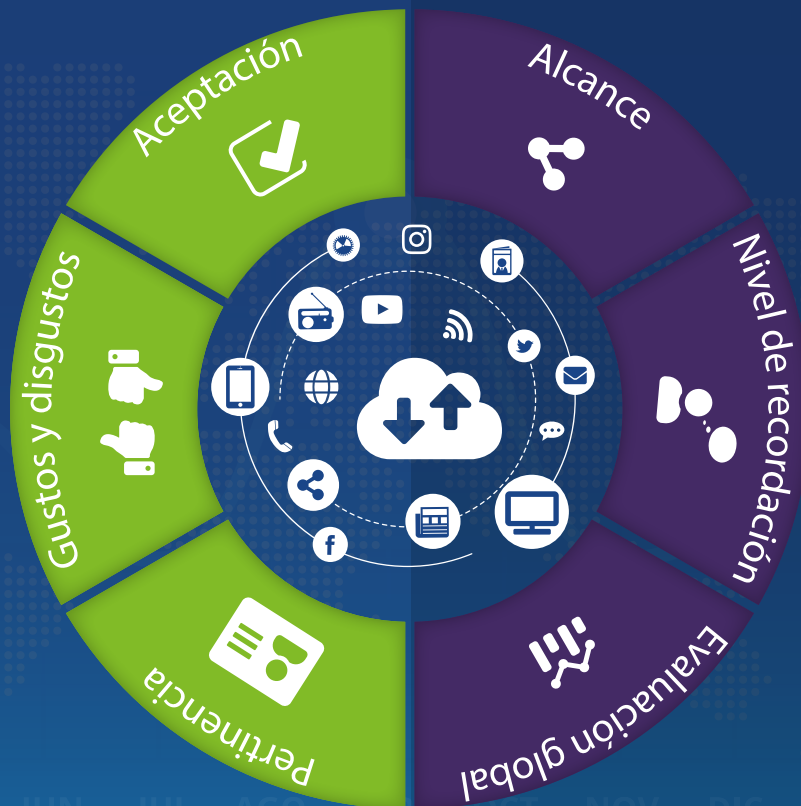 Aceptación
Alcance
Nivel de recordación
Evaluación global
Pertinencia
Gustos y disgustos